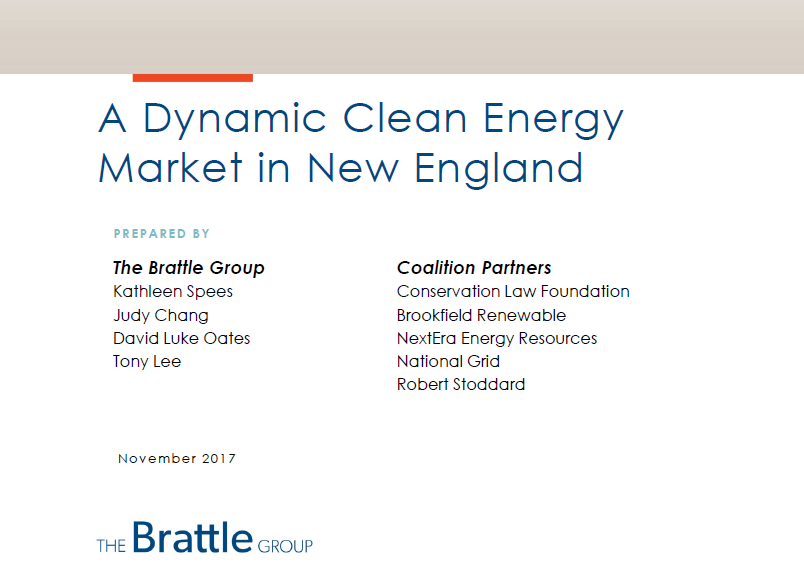 A Dynamic Clean Energy
Market in New England
PREPARED BY
The Brattle Group
Kathleen Spees
Judy Chang
David Luke Oates
Tony Lee
Coalition Partners
Conservation Law Foundation
Brookfield Renewable
NextEra Energy Resources
National Grid
Robert Stoddard
November 2017
THE Brattle GROUP